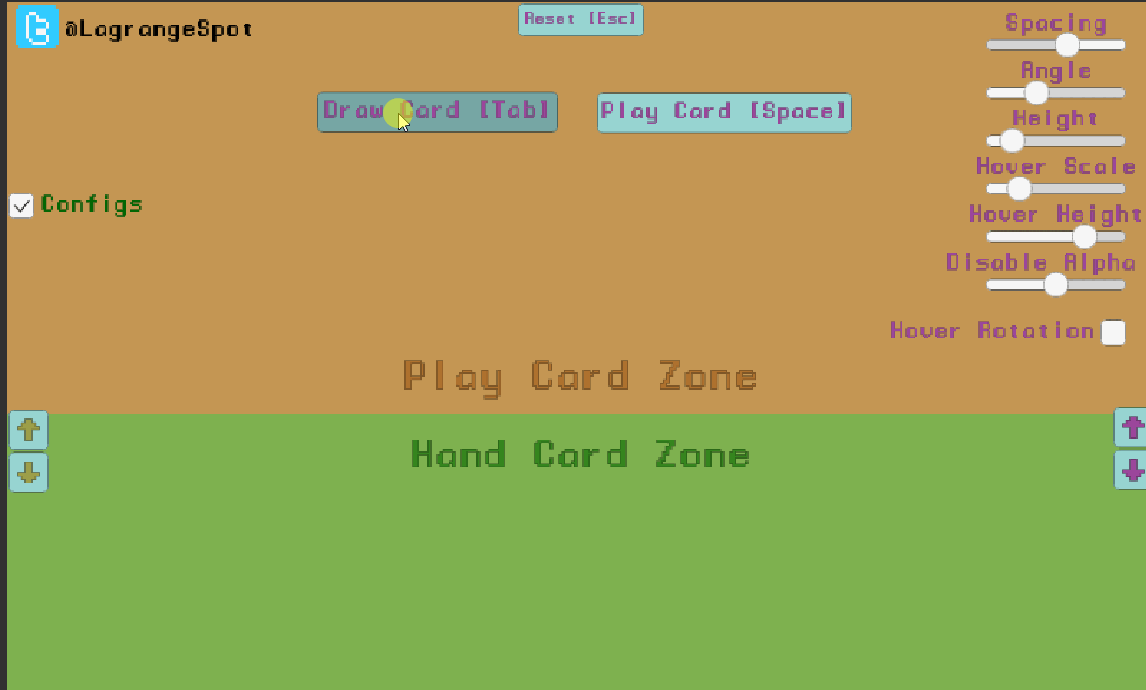 @LagrangeSpot
Reset [Esc]
Spacing
Angle
Draw Card [Tab]
Play Card [Space]
Height
Hover Scale
Configs
Hover Height
Disable Alpha
Hover Rotation
Play Card Zone
Hand Card Zone